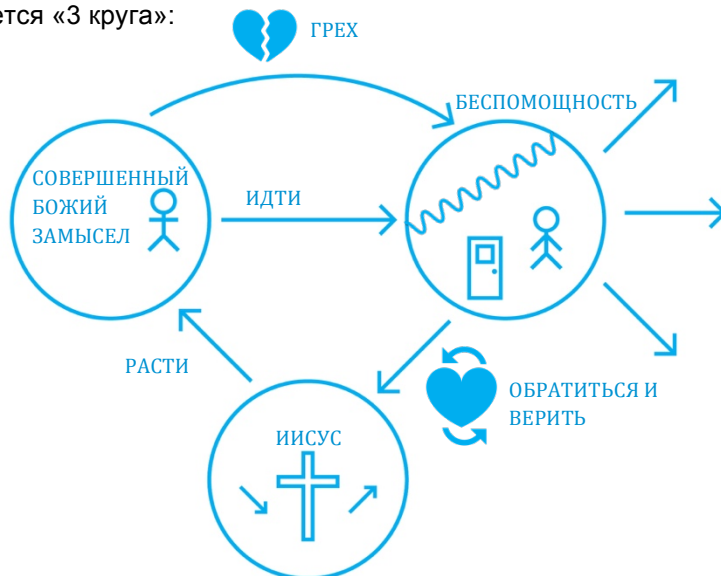 ется «3 круга»:
ГРЕХ
БЕСПОМОЩНОСТЬ
СОВЕРШЕННЫЙ
БОЖИЙ
ЗАМЫСЕЛ
ИДТИ
РАСТИ
ОБРАТИТЬСЯ И
ВЕРИТЬ
ИИСУС